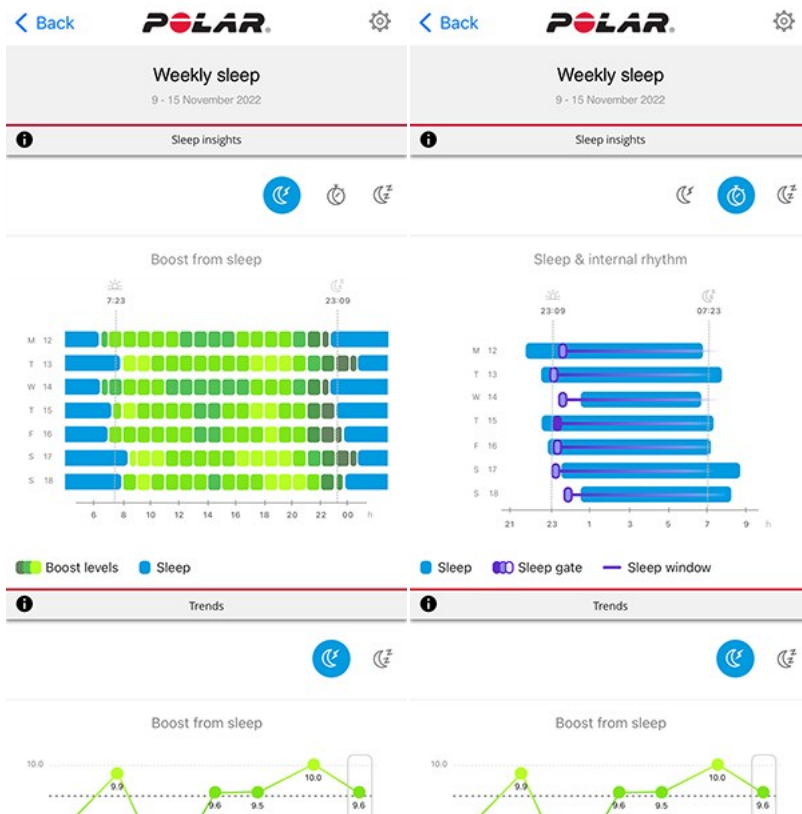 Back
POLAR.
Weekly sleep
9 - 15 November 2022
Sleep insights
Boost from sleep
7:23 23:09
M 12
T 13
W 14
T 15
F 16
S 17
S 18
6 8 10 12 14 16 18 20 22 00 h
Boost levels Sleep
Trends
Boost from sleep
10.0
9.9 9.6 9.5 10.0 9.6
Back
POLAR.
Weekly sleep
9 - 15 November 2022
Sleep insights
Sleep & internal rhythm
23:09 07:23
M 12
T 13
W 14
T 15
F 16
S 17
S 18
21 23 1 3 5 7 9 h
Sleep Sleep gate Sleep window
Trends
Boost from sleep
10.0
9.9 9.6 9.5 10.0 9.6